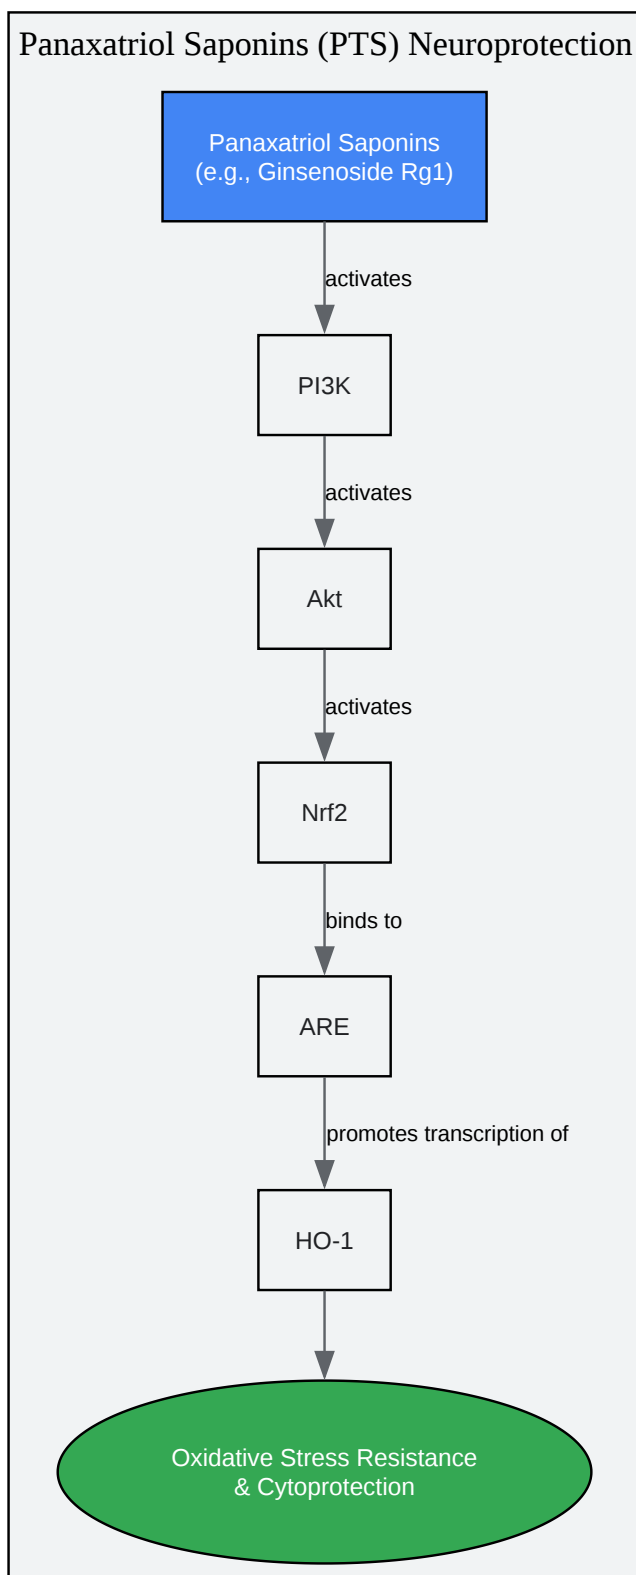 Panaxatriol Saponins (PTS) Neuroprotection
Panaxatriol Saponins
(e.g., Ginsenoside Rg1)
activates
PI3K
activates
Akt
activates
Nrf2
binds to
ARE
promotes transcription of
HO-1
Oxidative Stress Resistance
& Cytoprotection